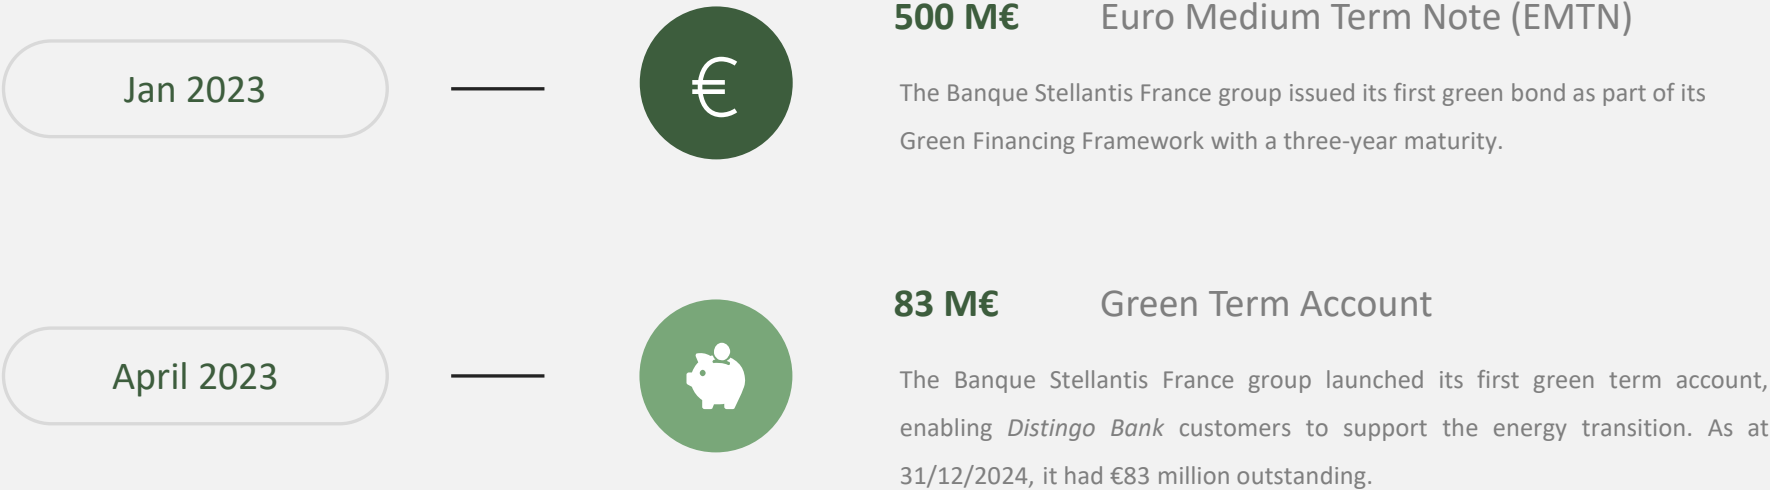 500 M€ Euro Medium Term Note (EMTN)
Jan 2023
€
The Banque Stellantis France group issued its first green bond as part of its
Green Financing Framework with a three-year maturity.
83 M€ Green Term Account
April 2023
The Banque Stellantis France group launched its first green term account,
enabling Distingo Bank customers to support the energy transition. As at
31/12/2024, it had €83 million outstanding.